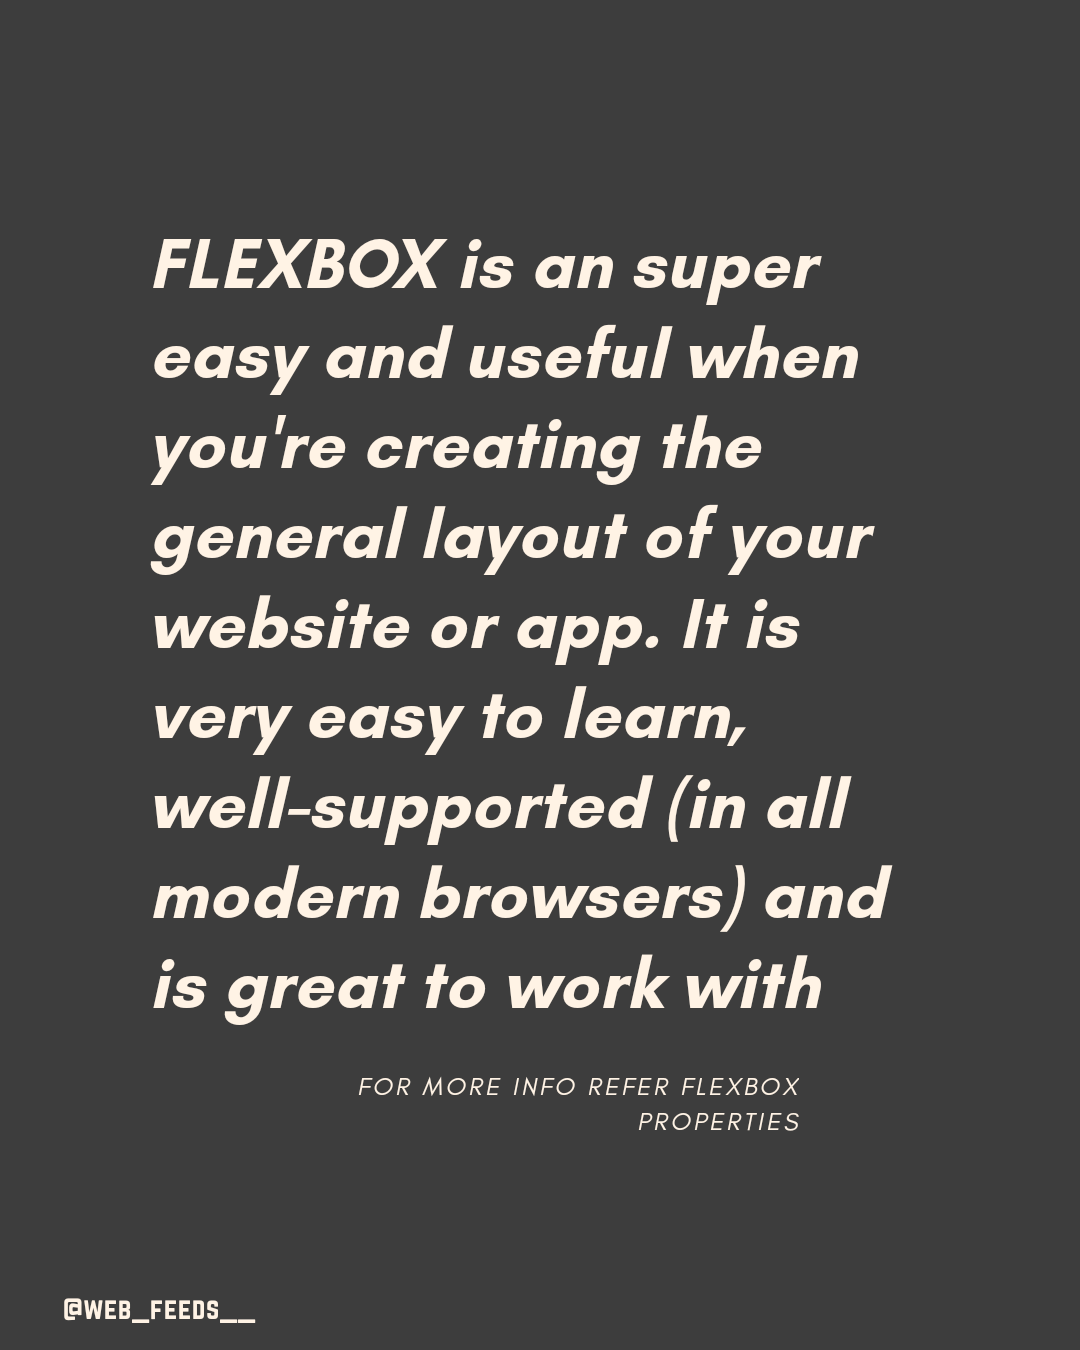 FLEXBOX is an super
easy and useful when
you're creating the
general layout of your
website or app. It is
very easy to learn,
well-supported (in all
modern browsers) and
is great to work with
FOR MORE INFO REFER FLEXBOX
PROPERTIES
@WEB_FEEDS__